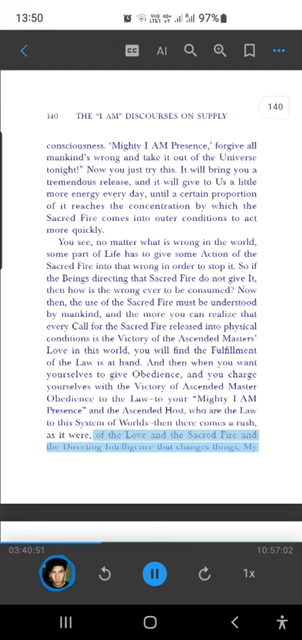 13:50
97%
CC
AI
140
140 THE "I AM" DISCOURSES ON SUPPLY
consciousness. 'Mighty I AM Presence,' forgive all
mankind's wrong and take it out of the Universe
tonight!" Now you just try this. It will bring you a
tremendous release, and it will give to Us a little
more energy every day, until a certain proportion
of it reaches the concentration by which the
Sacred Fire comes into outer conditions to act
more quickly.
You see, no matter what is wrong in the world,
some part of Life has to give some Action of the
Sacred Fire into that wrong in order to stop it. So if
the Beings directing that Sacred Fire do not give It,
then how is the wrong ever to be consumed? Now
then, the use of the Sacred Fire must be understood
by mankind, and the more you can realize that
every Call for the Sacred Fire released into physical
conditions is the Victory of the Ascended Masters'
Love in this world, you will find the Fulfillment
of the Law is at hand. And then when you want
yourselves to give Obedience, and you charge
yourselves with the Victory of Ascended Master
Obedience to the Law—to your "Mighty I AM
Presence" and the Ascended Host, who are the Law
to this System of Worlds—then there comes a rush,
as it were, of the Love and the Sacred Fire and
the Directing Intelligence that changes things. My
03:40:51
10:57:02
1x